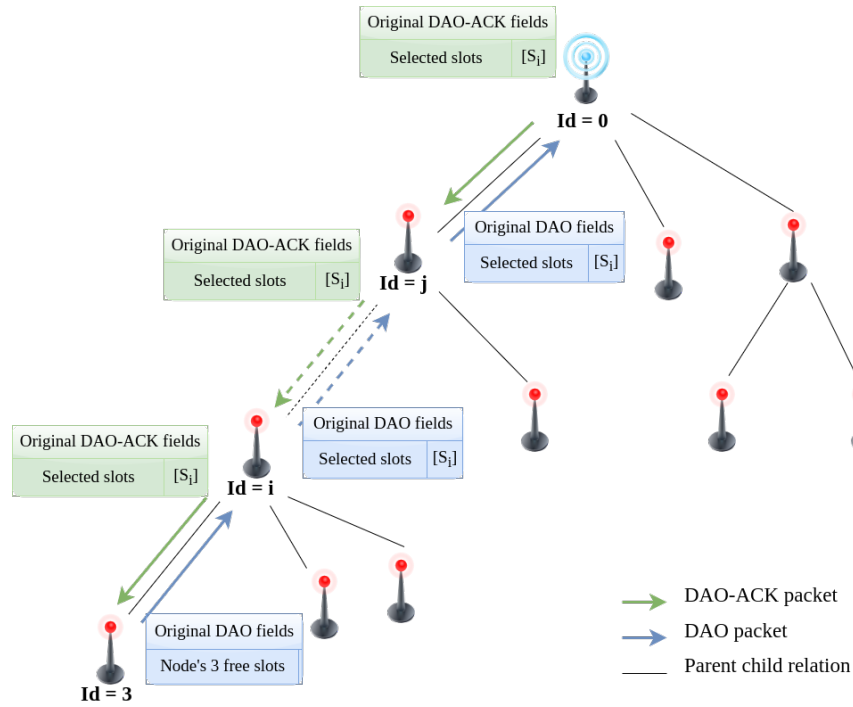 Original DAO-ACK fields
Selected slots [Sᵢ]
Id = 0
Original DAO-ACK fields
Selected slots [Sᵢ]
Original DAO fields
Selected slots [Sᵢ]
Id = j
Original DAO-ACK fields
Selected slots [Sᵢ]
Original DAO fields
Selected slots [Sᵢ]
Id = i
Original DAO fields
Node's 3 free slots
Id = 3
DAO-ACK packet
DAO packet
Parent child relation